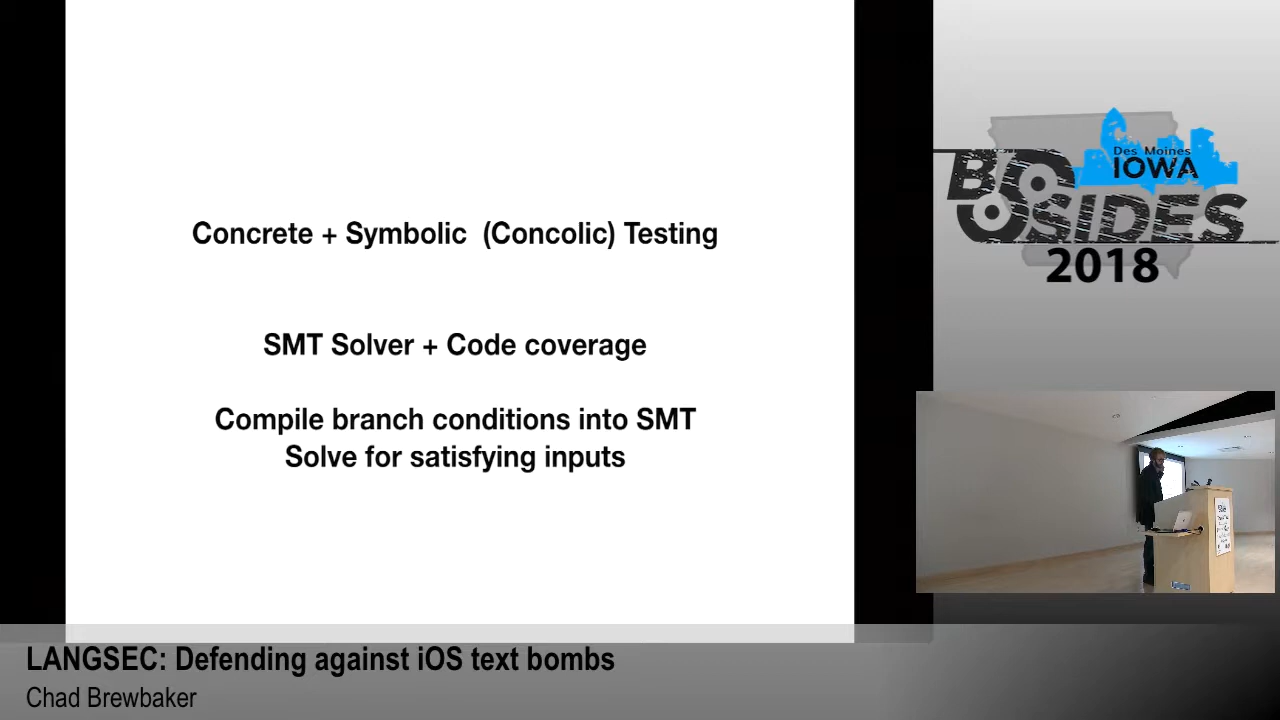 Concrete + Symbolic (Concolic) Testing
SMT Solver + Code coverage
Compile branch conditions into SMT
Solve for satisfying inputs
Des Moines
IOWA
BSIDES
2018
LANGSEC: Defending against iOS text bombs
Chad Brewbaker